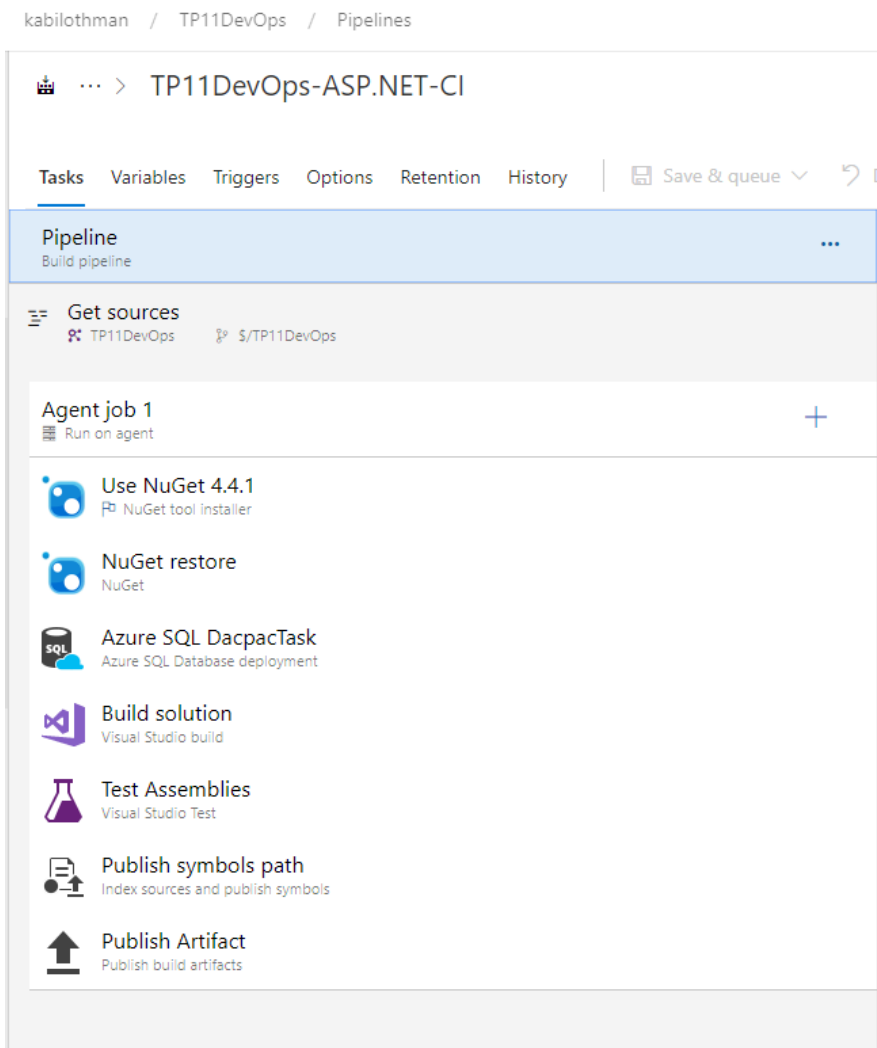 kabilothman / TP11DevOps / Pipelines
... > TP11DevOps-ASP.NET-CI
Tasks Variables Triggers Options Retention History Save & queue
Pipeline
Build pipeline
Get sources
TP11DevOps $/TP11DevOps
Agent job 1
Run on agent
Use NuGet 4.4.1
NuGet tool installer
NuGet restore
NuGet
SQL
Azure SQL DacpacTask
Azure SQL Database deployment
Build solution
Visual Studio build
Test Assemblies
Visual Studio Test
Publish symbols path
Index sources and publish symbols
Publish Artifact
Publish build artifacts